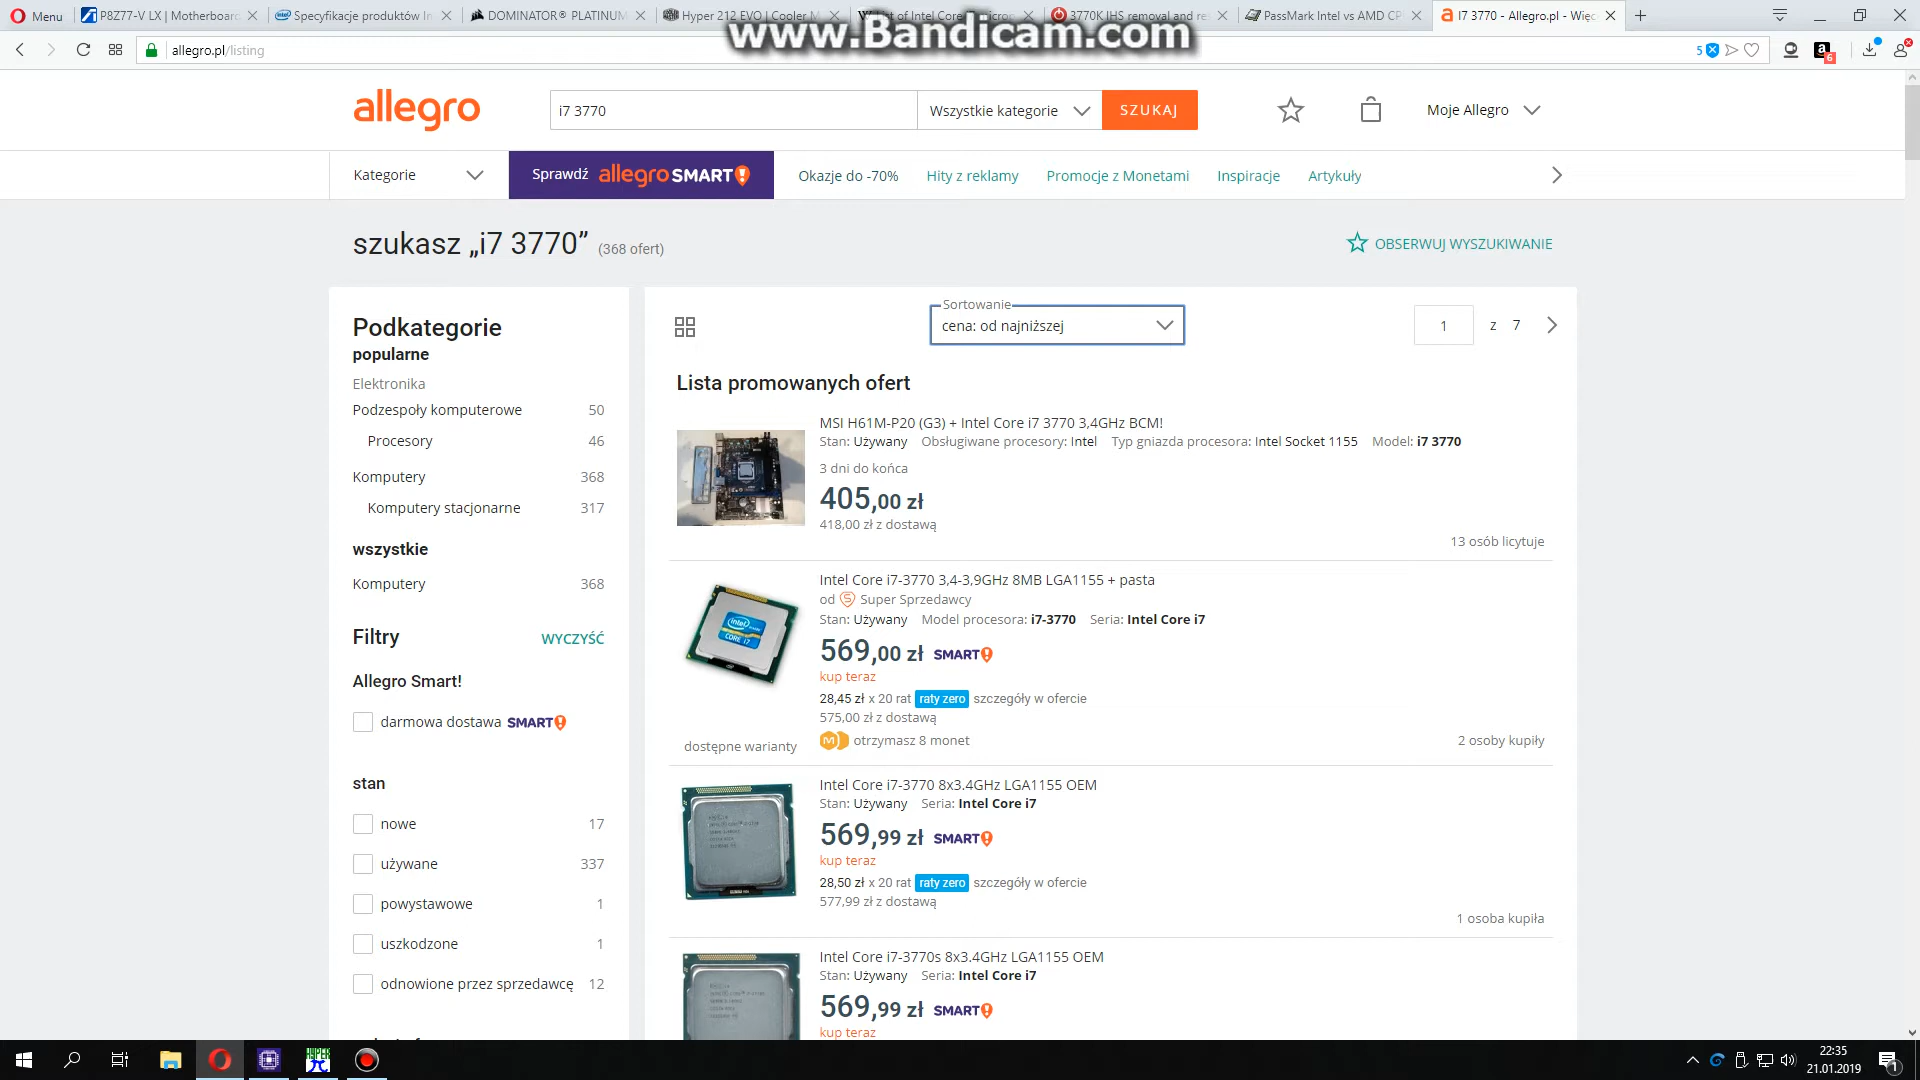 Menu
P8Z77-V LX | Motherboard
Specyfikacje produktów In
DOMINATOR® PLATINUM
Hyper 212 EVO | Cooler M
List of Intel Core i7 microp
3770K IHS removal and re
PassMark Intel vs AMD CP
I7 3770 - Allegro.pl - Więc
www.Bandicam.com
allegro.pl/listing
5
6
allegro
i7 3770
Wszystkie kategorie
SZUKAJ
Moje Allegro
Kategorie
Sprawdź allegro SMART!
Okazje do -70%
Hity z reklamy
Promocje z Monetami
Inspiracje
Artykuły
szukasz „i7 3770” (368 ofert)
OBSERWUJ WYSZUKIWANIE
Podkategorie
popularne
Elektronika
Podzespoły komputerowe 50
Procesory 46
Komputery 368
Komputery stacjonarne 317
wszystkie
Komputery 368
Filtry WYCZYŚĆ
Allegro Smart!
darmowa dostawa SMART!
stan
nowe 17
używane 337
powystawowe 1
uszkodzone 1
odnowione przez sprzedawcę 12
Sortowanie
cena: od najniższej
1 z 7
Lista promowanych ofert
MSI H61M-P20 (G3) + Intel Core i7 3770 3,4GHz BCM!
Stan: Używany Obsługiwane procesory: Intel Typ gniazda procesora: Intel Socket 1155 Model: i7 3770
3 dni do końca
405,00 zł
418,00 zł z dostawą
13 osób licytuje
Intel Core i7-3770 3,4-3,9GHz 8MB LGA1155 + pasta
od Super Sprzedawcy
Stan: Używany Model procesora: i7-3770 Seria: Intel Core i7
569,00 zł SMART!
kup teraz
28,45 zł x 20 rat raty zero szczegóły w ofercie
575,00 zł z dostawą
dostępne warianty
otrzymasz 8 monet
2 osoby kupiły
Intel Core i7-3770 8x3.4GHz LGA1155 OEM
Stan: Używany Seria: Intel Core i7
569,99 zł SMART!
kup teraz
28,50 zł x 20 rat raty zero szczegóły w ofercie
577,99 zł z dostawą
1 osoba kupiła
Intel Core i7-3770s 8x3.4GHz LGA1155 OEM
Stan: Używany Seria: Intel Core i7
569,99 zł SMART!
kup teraz
22:35
21.01.2019
1